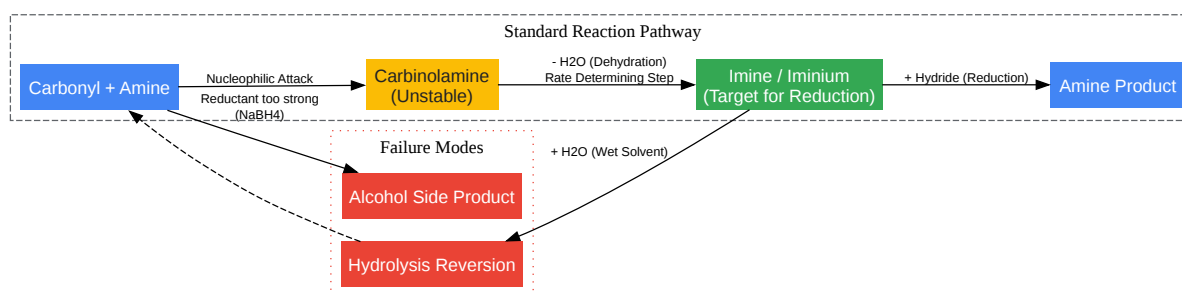 Standard Reaction Pathway
Carbonyl + Amine
Nucleophilic Attack
Reductant too strong
(NaBH4)
Carbinolamine
(Unstable)
- H2O (Dehydration)
Rate Determining Step
Imine / Iminium
(Target for Reduction)
+ Hydride (Reduction)
Amine Product
Failure Modes
+ H2O (Wet Solvent)
Alcohol Side Product
Hydrolysis Reversion